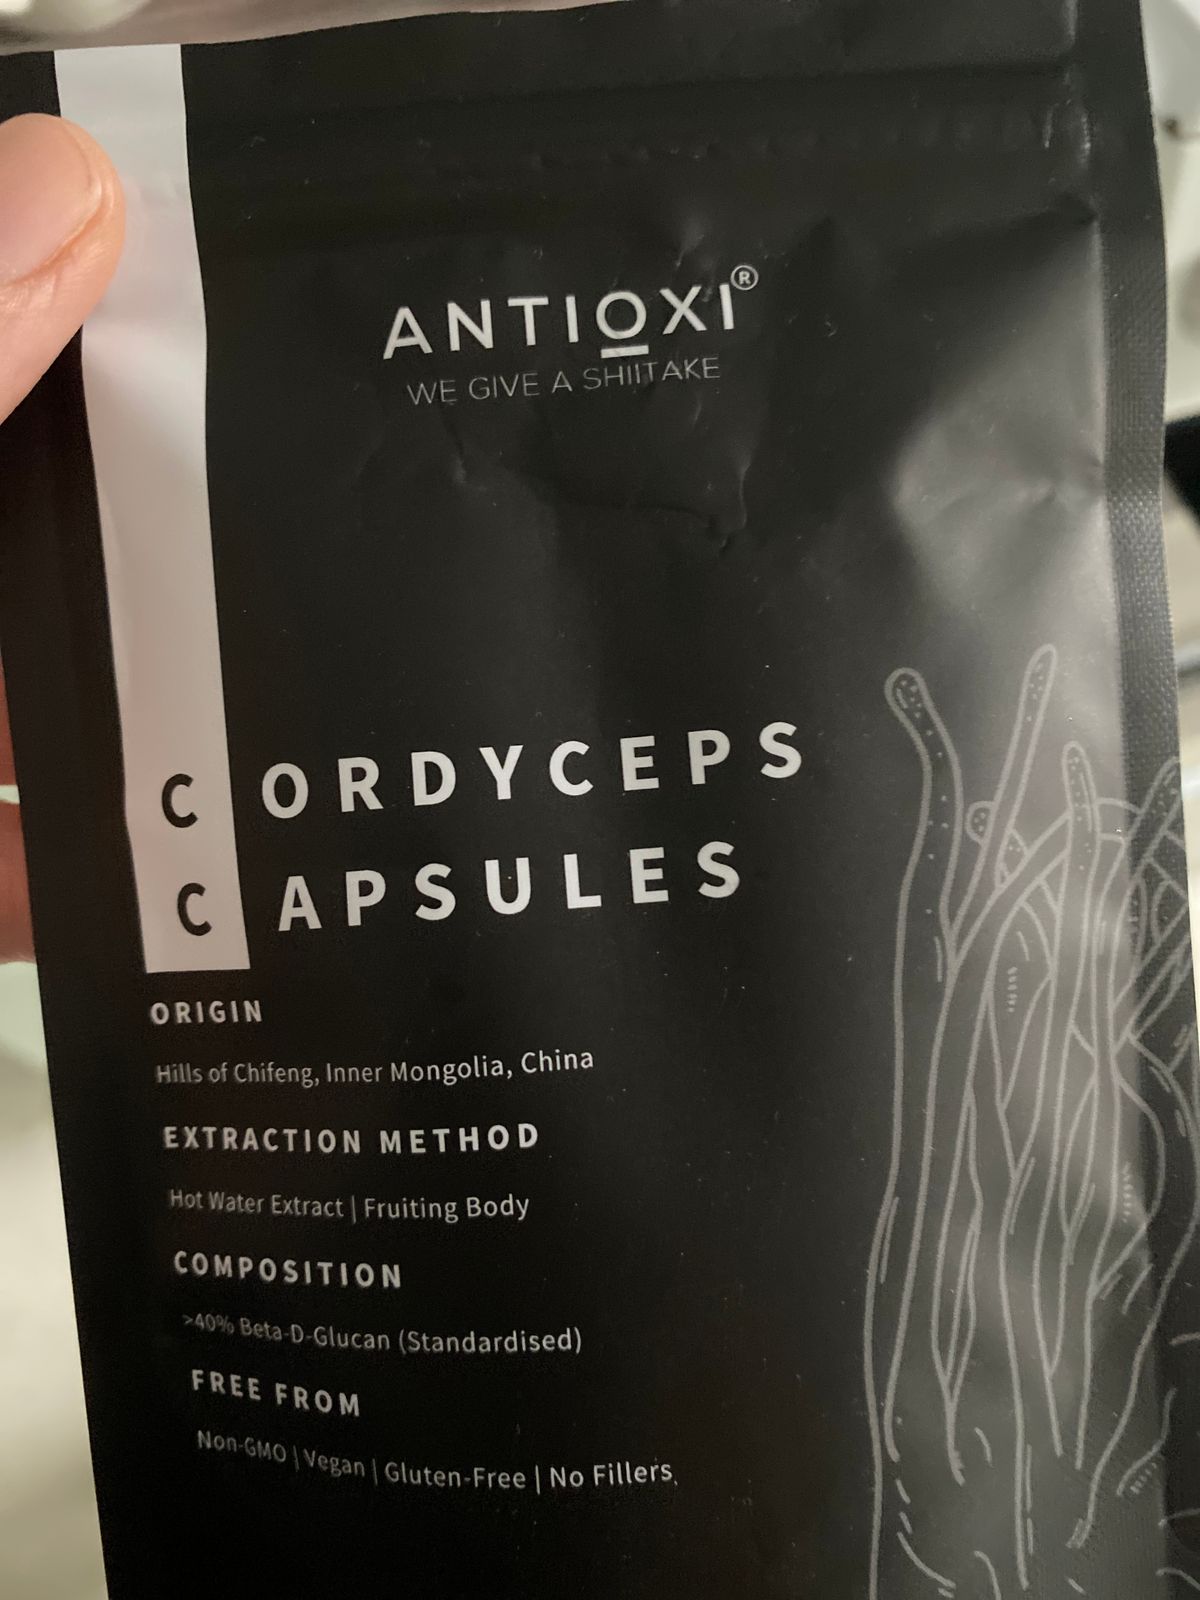 ANTIOXI®
WE GIVE A SHIITAKE
CORDYCEPS
CAPSULES
ORIGIN
Hills of Chifeng, Inner Mongolia, China
EXTRACTION METHOD
Hot Water Extract | Fruiting Body
COMPOSITION
>40% Beta-D-Glucan (Standardised)
FREE FROM
Non-GMO | Vegan | Gluten-Free | No Fillers